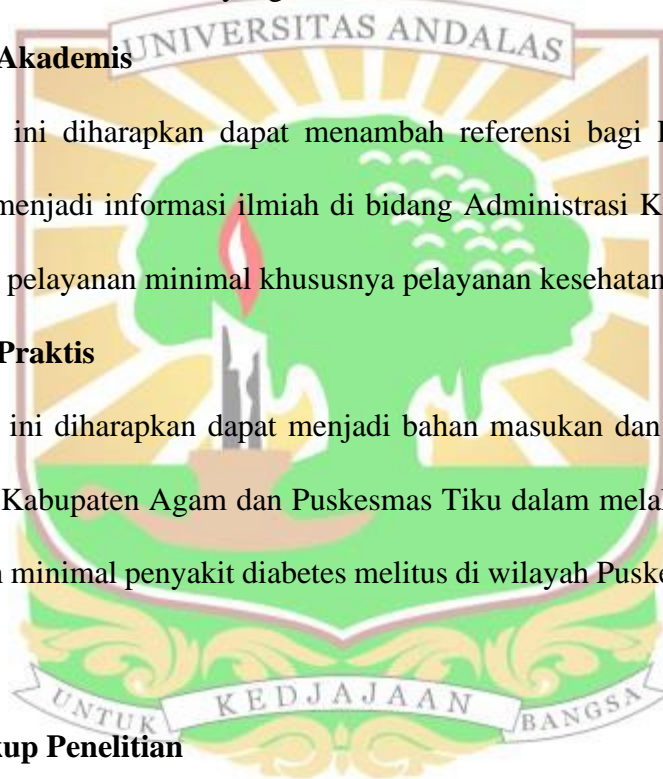 yang
UNIVERSITAS ANDALAS
Akademis
ini diharapkan dapat menambah referensi bagi
menjadi informasi ilmiah di bidang Administrasi K
pelayanan minimal khususnya pelayanan kesehatan
Praktis
ini diharapkan dapat menjadi bahan masukan dan
Kabupaten Agam dan Puskesmas Tiku dalam mela
minimal penyakit diabetes melitus di wilayah Puske
UNTUK KEDJAJAAN BANGSA
kup Penelitian